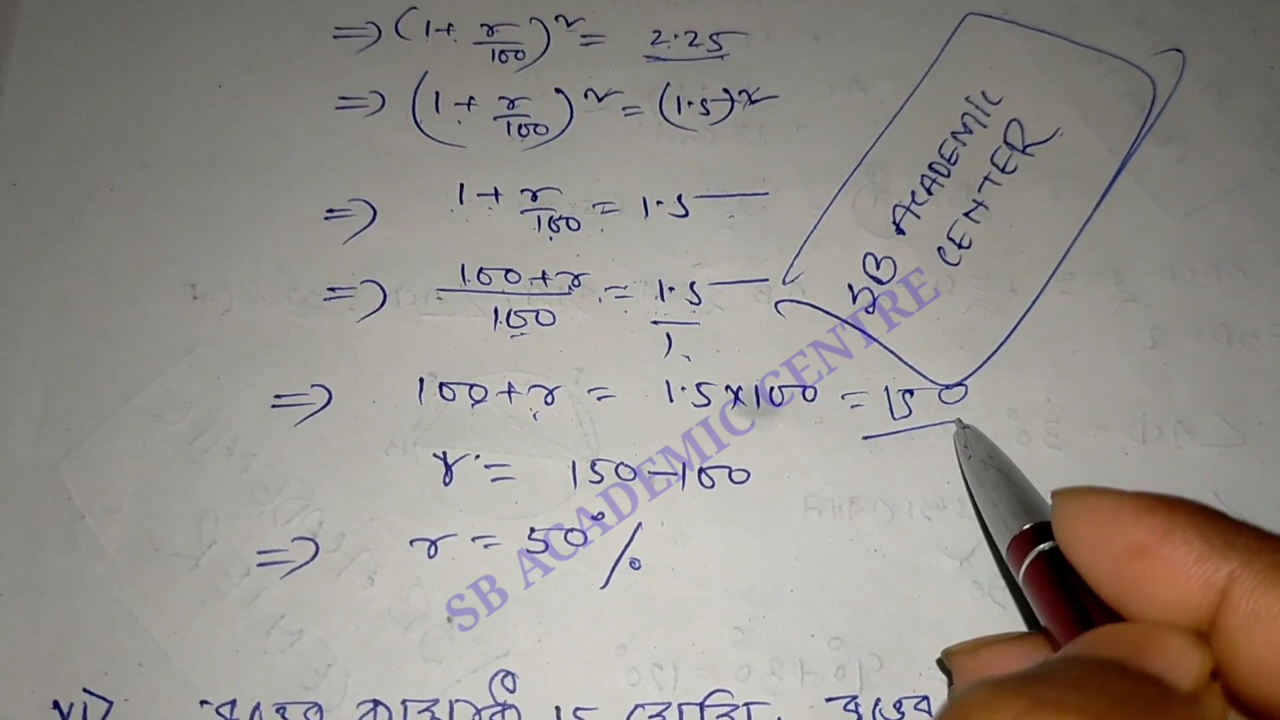 ⇒ (1+ r/100)² = 2.25
⇒ (1+ r/100)² = (1.5)²
⇒ 1+ r/100 = 1.5
⇒ 100+r/100 = 1.5/1
⇒ 100+r = 1.5×100 = 150
r = 150-100
⇒ r = 50%
SB ACADEMIC
CENTER
SB ACADEMIC CENTRE
vi)